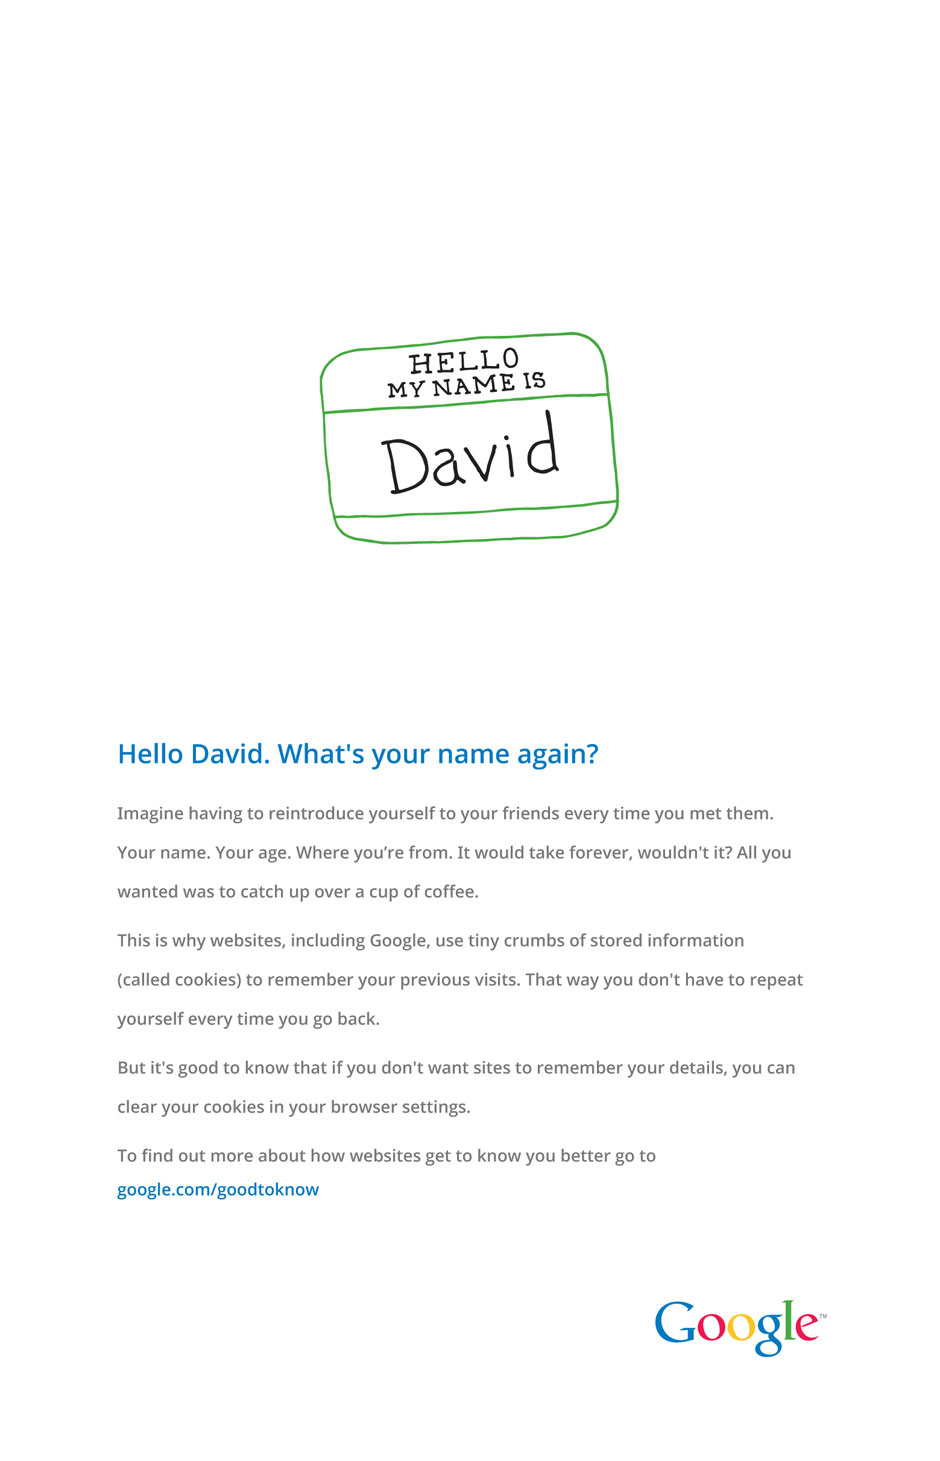 HELLO
MY NAME IS
David
Hello David. What's your name again?
Imagine having to reintroduce yourself to your friends every time you met them.
Your name. Your age. Where you’re from. It would take forever, wouldn't it? All you
wanted was to catch up over a cup of coffee.
This is why websites, including Google, use tiny crumbs of stored information
(called cookies) to remember your previous visits. That way you don't have to repeat
yourself every time you go back.
But it's good to know that if you don't want sites to remember your details, you can
clear your cookies in your browser settings.
To find out more about how websites get to know you better go to
google.com/goodtoknow
Google™